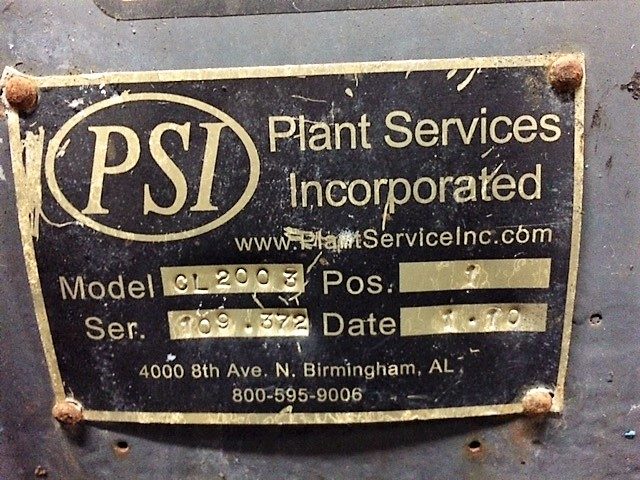 PSI
Plant Services
Incorporated
www.PlantServiceInc.com
Model CL2003 Pos. 1
Ser. 109.372 Date 1.10
4000 8th Ave. N. Birmingham, AL
800-595-9006